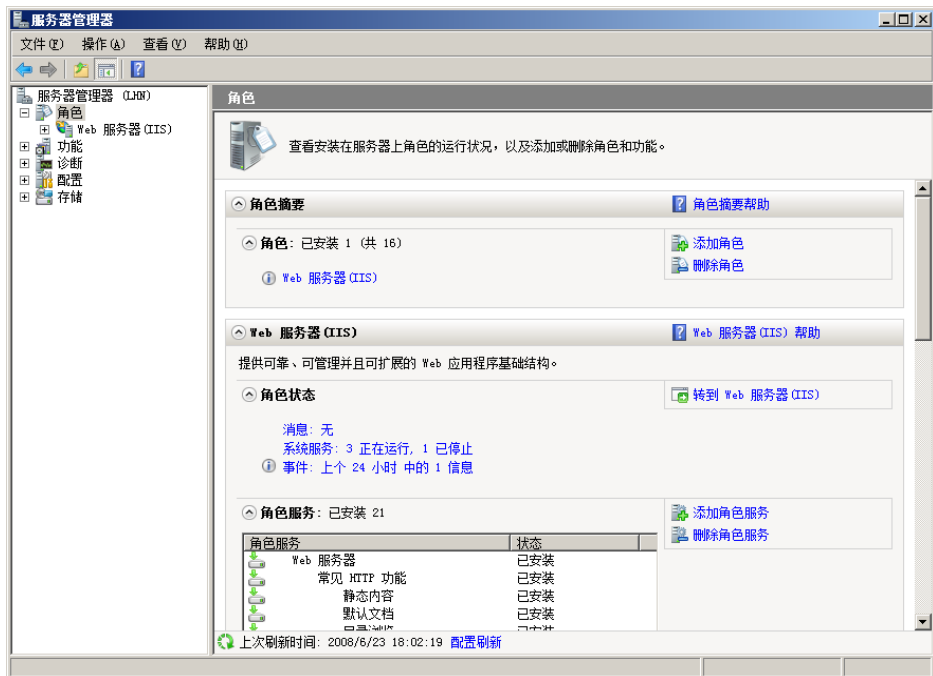 服务器管理器
文件(F) 操作(A) 查看(V) 帮助(H)
服务器管理器 (LHN)
角色
Web 服务器(IIS)
功能
诊断
配置
存储
角色
查看安装在服务器上角色的运行状况，以及添加或删除角色和功能。
角色摘要
角色摘要帮助
角色: 已安装 1 (共 16)
添加角色
删除角色
Web 服务器(IIS)
Web 服务器(IIS)
Web 服务器(IIS) 帮助
提供可靠、可管理并且可扩展的 Web 应用程序基础结构。
角色状态
转到 Web 服务器(IIS)
消息: 无
系统服务: 3 正在运行, 1 已停止
事件: 上个 24 小时 中的 1 信息
角色服务: 已安装 21
添加角色服务
删除角色服务
角色服务 状态
Web 服务器 已安装
常见 HTTP 功能 已安装
静态内容 已安装
默认文档 已安装
上次刷新时间: 2008/6/23 18:02:19 配置刷新